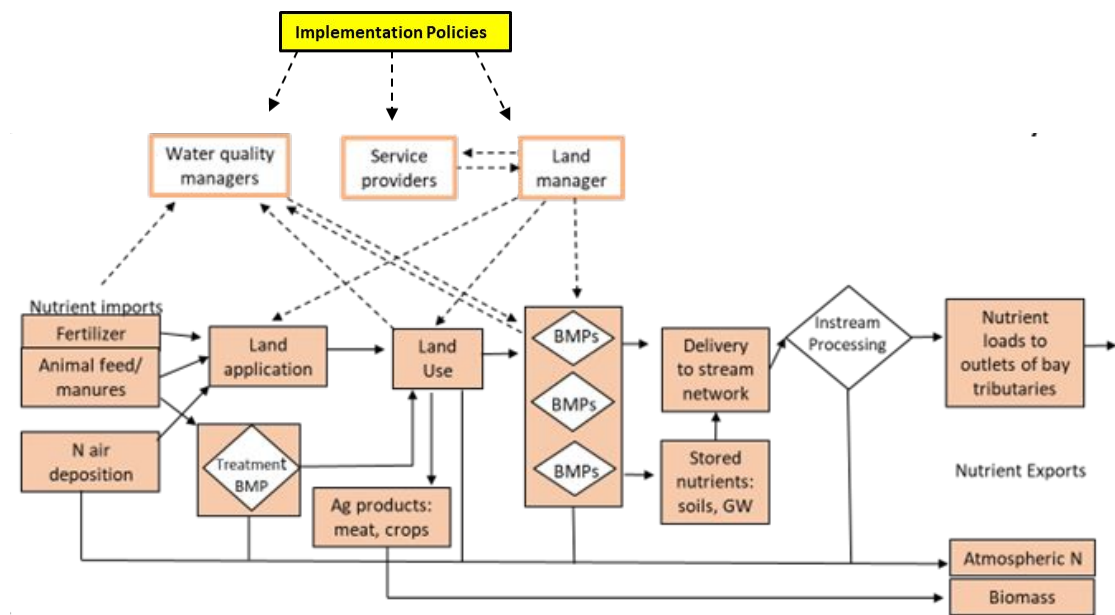 Implementation Policies
Water quality
managers
Service
providers
Land
manager
Nutrient imports
Fertilizer
Animal feed/
manures
N air
deposition
Land
application
Treatment
BMP
Land
Use
Ag products:
meat, crops
BMPs
BMPs
BMPs
Delivery
to stream
network
Stored
nutrients:
soils, GW
Instream
Processing
Nutrient
loads to
outlets of bay
tributaries
Nutrient Exports
Atmospheric N
Biomass